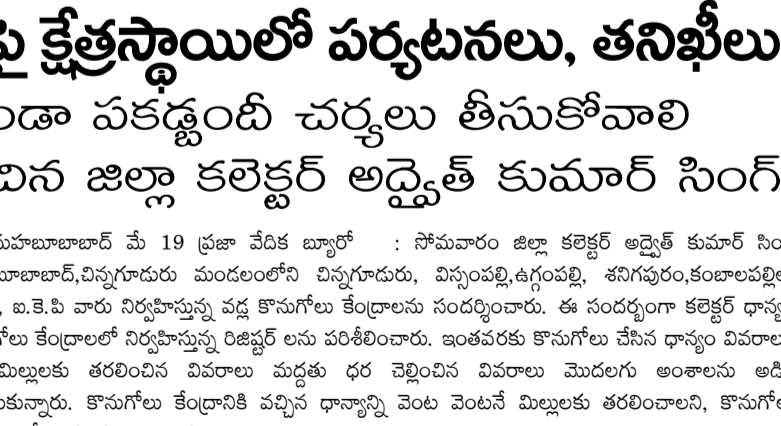 పై క్షేత్రస్థాయిలో పర్యటనలు, తనిఖీలు
ండా పకడ్బందీ చర్యలు తీసుకోవాలి
చిన జిల్లా కలెక్టర్ అద్వైత్ కుమార్ సింగ్
మహబూబాబాద్ మే 19 ప్రజా వేదిక బ్యూరో : సోమవారం జిల్లా కలెక్టర్ అద్వైత్ కుమార్ సిం
బూబాబాద్,చిన్నగూడురు మండలంలోని చిన్నగూడురు, విస్సంపల్లి,ఉగ్గంపల్లి, శనిగపురం,కంబాలపల్లి
, ఐ.కె.పి వారు నిర్వహిస్తున్న వడ్ల కొనుగోలు కేంద్రాలను సందర్శించారు. ఈ సందర్బంగా కలెక్టర్ ధాన్య
గోలు కేంద్రాలలో నిర్వహిస్తున్న రిజిష్టర్ లను పరిశీలించారు. ఇంతవరకు కొనుగోలు చేసిన ధాన్యం వివరాల
మిల్లులకు తరలించిన వివరాలు మద్దతు ధర చెల్లించిన వివరాలు మొదలగు అంశాలను అడి
ుకున్నారు. కొనుగోలు కేంద్రానికి వచ్చిన ధాన్యాన్ని వెంట వెంటనే మిల్లులకు తరలించాలని, కొనుగోల